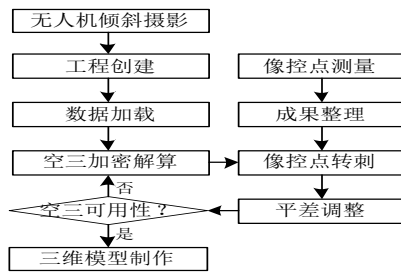 无人机倾斜摄影
工程创建
像控点测量
数据加载
成果整理
空三加密解算
像控点转刺
否
空三可用性？
平差调整
是
三维模型制作